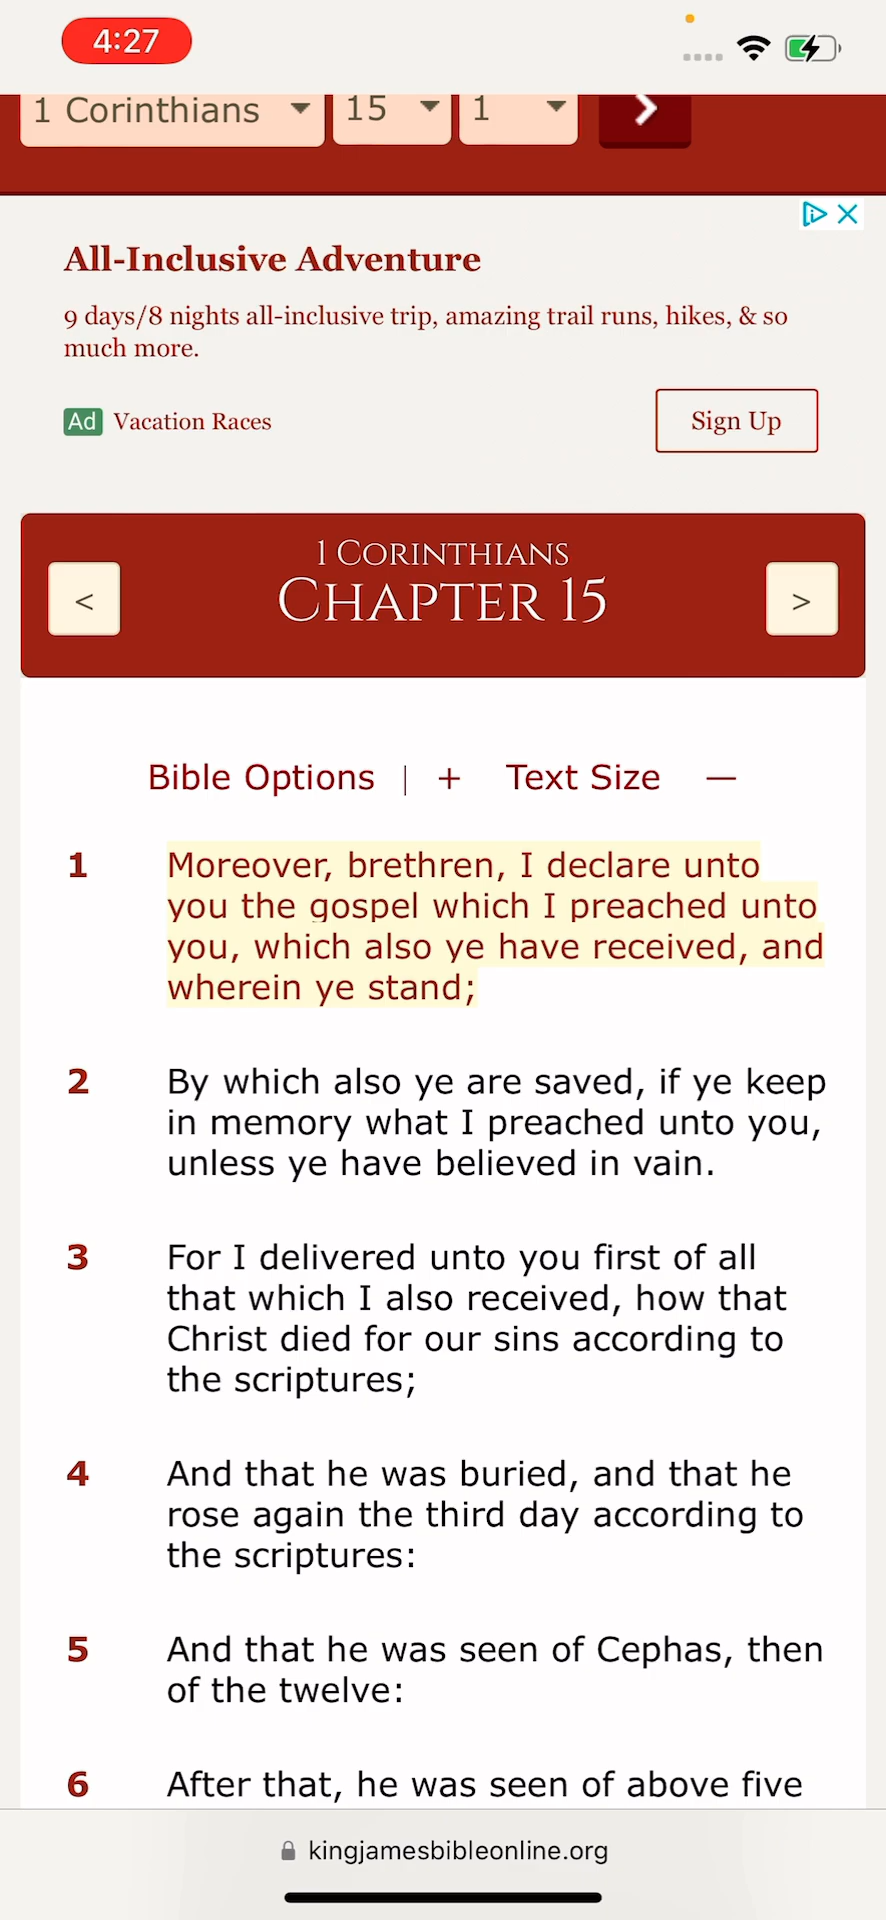 4:27
1 Corinthians 15 1
All-Inclusive Adventure
9 days/8 nights all-inclusive trip, amazing trail runs, hikes, & so
much more.
Ad Vacation Races
Sign Up
1 Corinthians
< Chapter 15 >
Bible Options | + Text Size —
1 Moreover, brethren, I declare unto
you the gospel which I preached unto
you, which also ye have received, and
wherein ye stand;
2 By which also ye are saved, if ye keep
in memory what I preached unto you,
unless ye have believed in vain.
3 For I delivered unto you first of all
that which I also received, how that
Christ died for our sins according to
the scriptures;
4 And that he was buried, and that he
rose again the third day according to
the scriptures:
5 And that he was seen of Cephas, then
of the twelve:
6 After that, he was seen of above five
kingjamesbibleonline.org